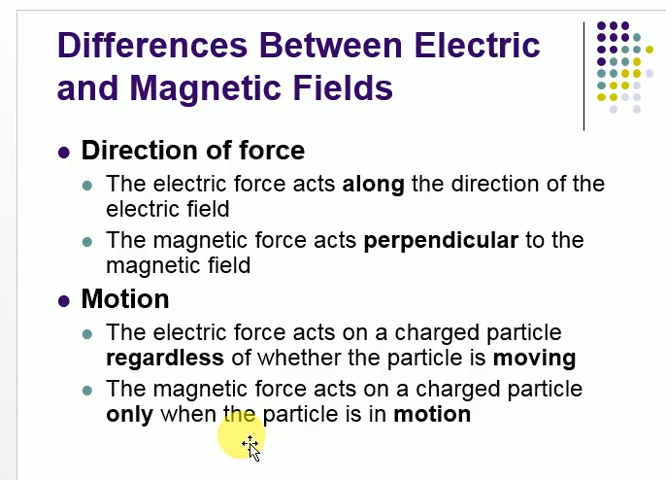 Differences Between Electric
and Magnetic Fields
Direction of force
The electric force acts along the direction of the
electric field
The magnetic force acts perpendicular to the
magnetic field
Motion
The electric force acts on a charged particle
regardless of whether the particle is moving
The magnetic force acts on a charged particle
only when the particle is in motion